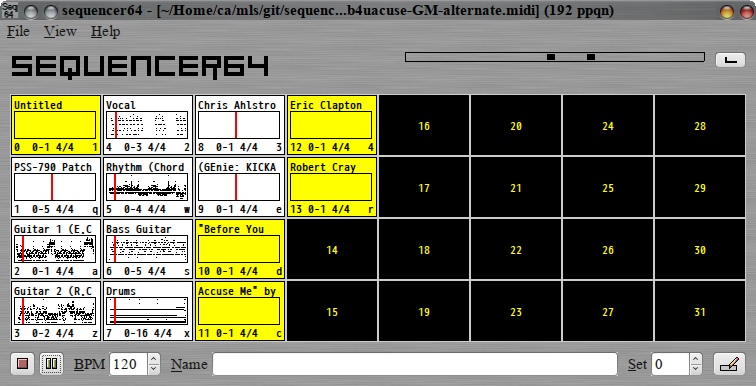 Seq 64
sequencer64 - [~/Home/ca/mls/git/sequenc...b4uacuse-GM-alternate.midi] (192 ppqn)
File View Help
SEQUENCER64
Untitled Vocal Chris Ahlstro Eric Clapton
16 20 24 28
0 0-1 4/4 1 4 0-3 4/4 2 8 0-1 4/4 3 12 0-1 4/4 4
PSS-790 Patch Rhythm (Chord (GEnie: KICKA Robert Cray
17 21 25 29
1 0-5 4/4 q 5 0-4 4/4 w 9 0-1 4/4 e 13 0-1 4/4 r
Guitar 1 (E,C Bass Guitar "Before You
14 18 22 26 30
2 0-1 4/4 a 6 0-5 4/4 s 10 0-1 4/4 d
Guitar 2 (R,C Drums Accuse Me" by
15 19 23 27 31
3 0-2 4/4 z 7 0-16 4/4 x 11 0-1 4/4 c
BPM 120 Name Set 0